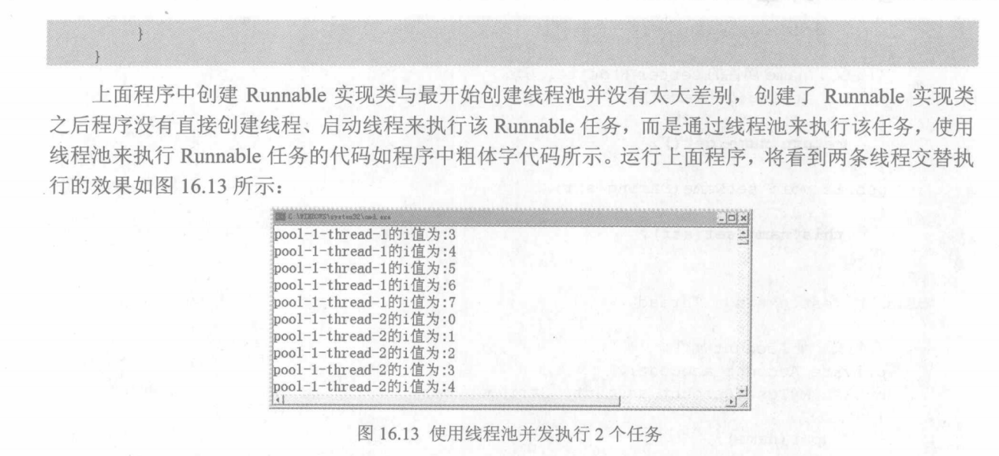 }
}
上面程序中创建 Runnable 实现类与最开始创建线程池并没有太大差别，创建了 Runnable 实现类
之后程序没有直接创建线程、启动线程来执行该 Runnable 任务，而是通过线程池来执行该任务，使用
线程池来执行 Runnable 任务的代码如程序中粗体字代码所示。运行上面程序，将看到两条线程交替执
行的效果如图 16.13 所示：
C:\WINDOWS\system32\cmd.exe
pool-1-thread-1的i值为:3
pool-1-thread-1的i值为:4
pool-1-thread-1的i值为:5
pool-1-thread-1的i值为:6
pool-1-thread-1的i值为:7
pool-1-thread-2的i值为:0
pool-1-thread-2的i值为:1
pool-1-thread-2的i值为:2
pool-1-thread-2的i值为:3
pool-1-thread-2的i值为:4
图 16.13 使用线程池并发执行 2 个任务